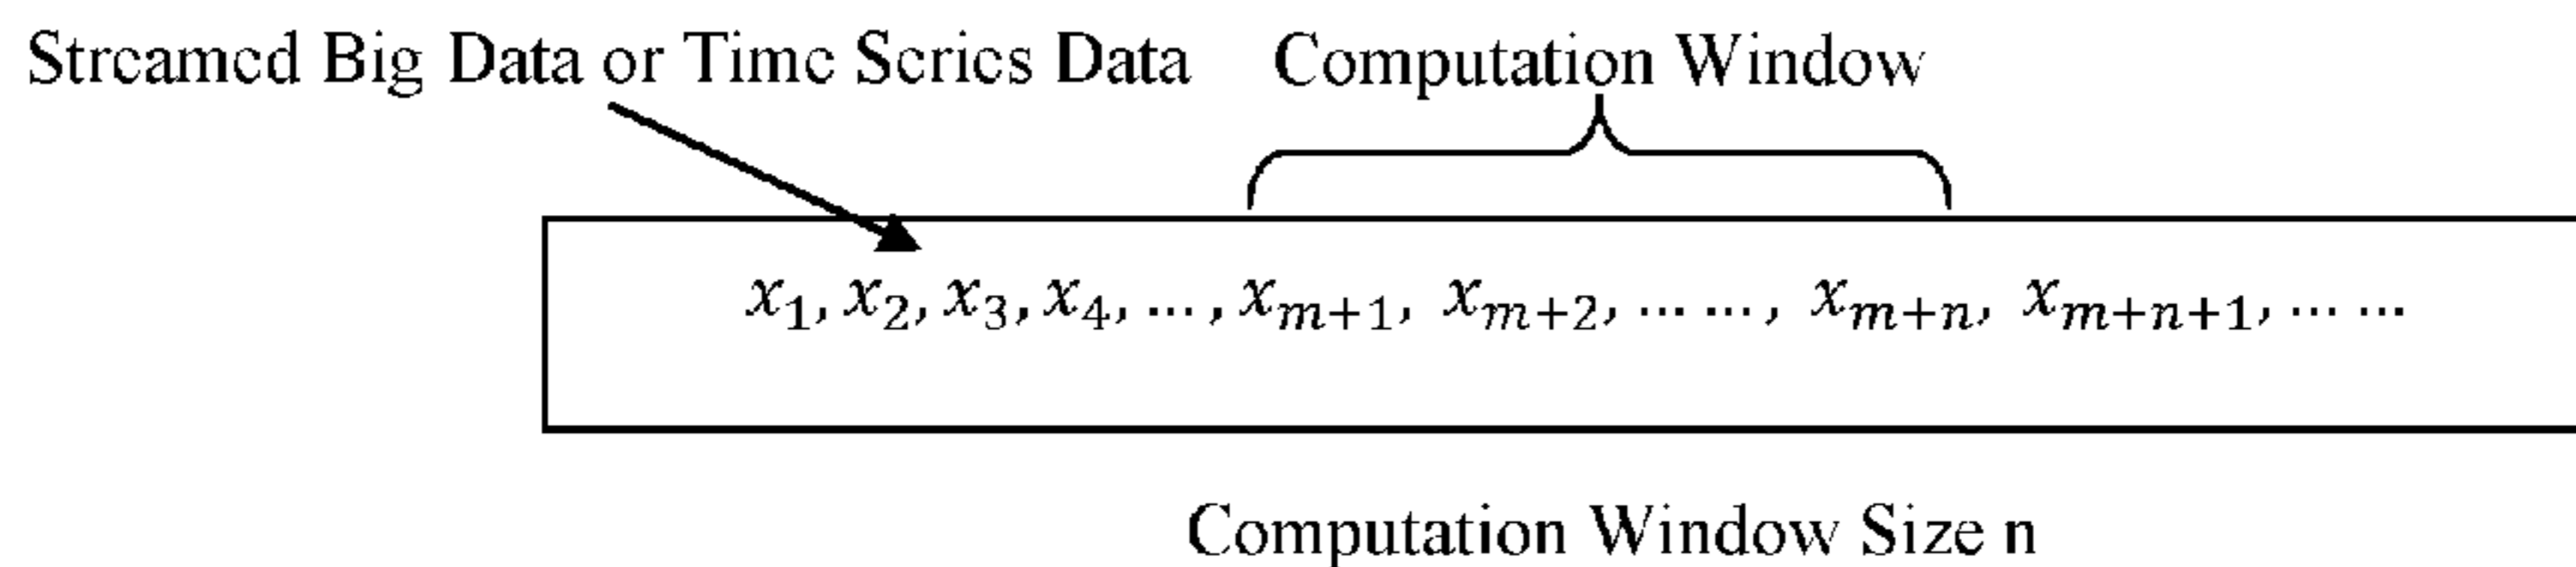 Streamed Big Data or Time Series Data Computation Window
x₁, x₂, x₃, x₄, ... , xₘ₊₁, xₘ₊₂, ... ... , xₘ₊ₙ, xₘ₊ₙ₊₁, ... ...
Computation Window Size n